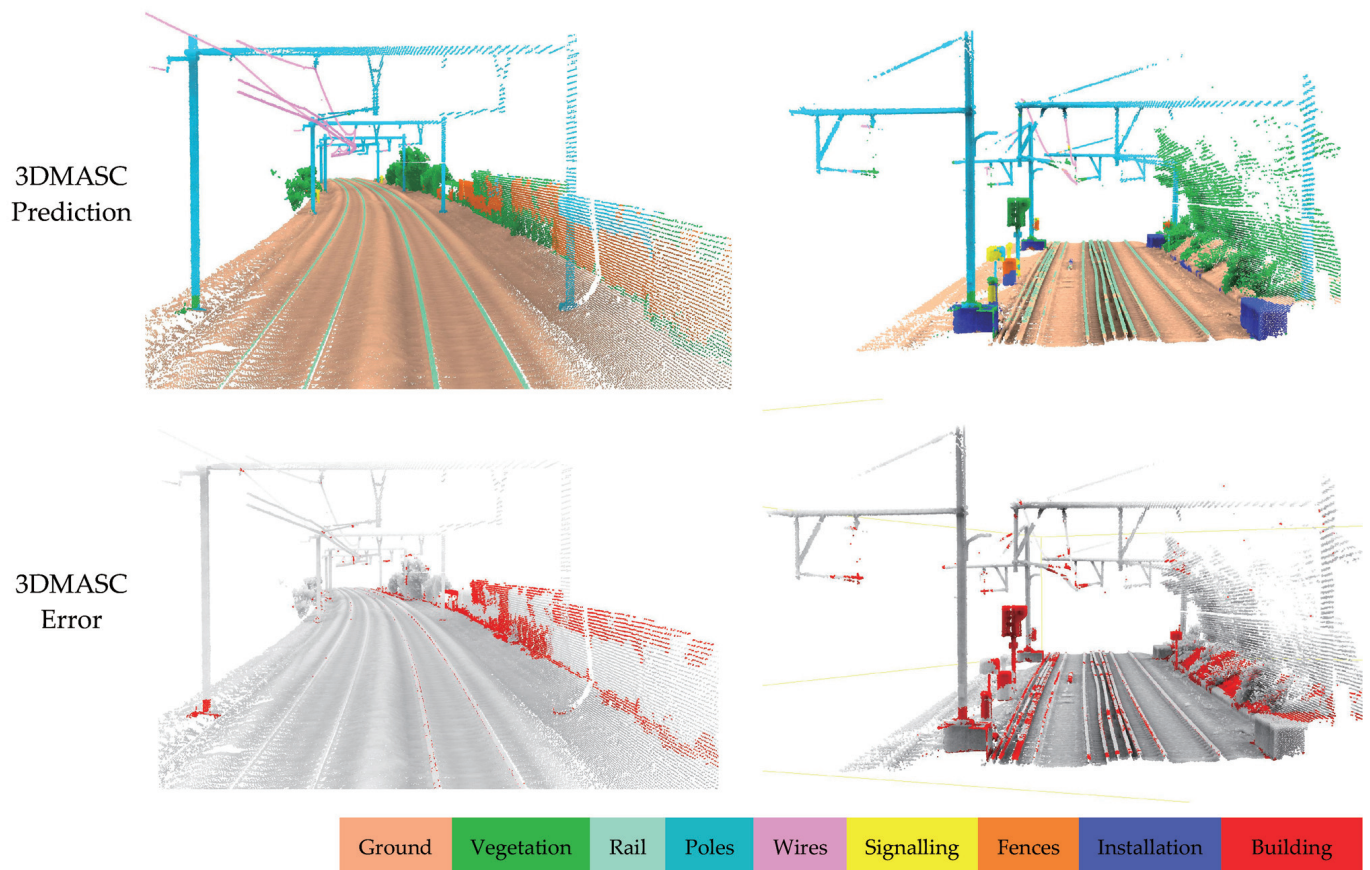 3DMASC
Prediction
3DMASC
Error
Ground Vegetation Rail Poles Wires Signalling Fences Installation Building